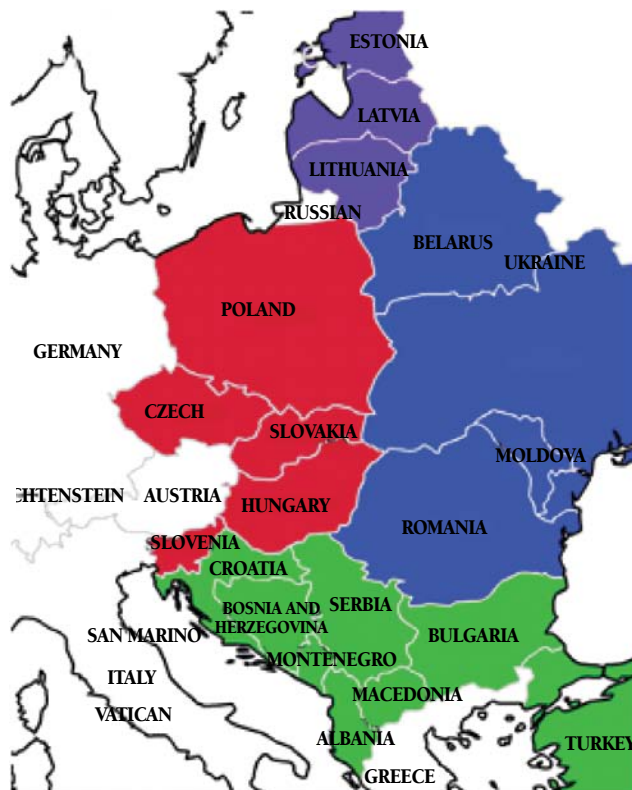 ESTONIA
LATVIA
LITHUANIA
RUSSIAN
BELARUS
UKRAINE
POLAND
GERMANY
CZECH
SLOVAKIA
MOLDOVA
CHTENSTEIN
AUSTRIA
HUNGARY
ROMANIA
SLOVENIA
CROATIA
BOSNIA AND
HERZEGOVINA
SERBIA
SAN MARINO
BULGARIA
MONTENEGRO
ITALY
MACEDONIA
VATICAN
ALBANIA
TURKEY
GREECE